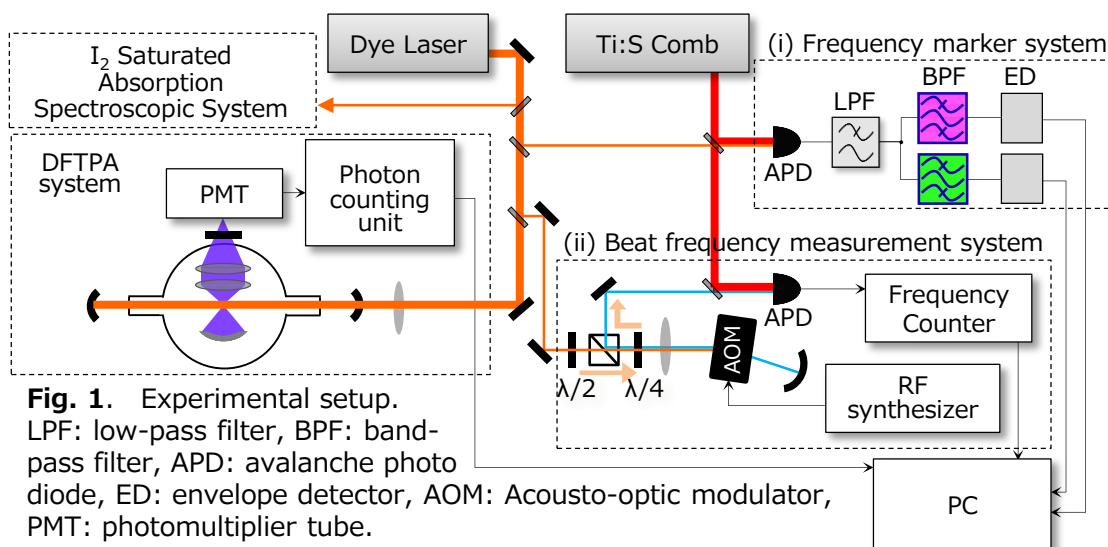 I₂ Saturated
Absorption
Spectroscopic System
Dye Laser
Ti:S Comb
(i) Frequency marker system
BPF
ED
LPF
APD
DFTPA
system
PMT
Photon
counting
unit
(ii) Beat frequency measurement system
APD
Frequency
Counter
AOM
λ/2
λ/4
RF
synthesizer
PC
Fig. 1. Experimental setup.
LPF: low-pass filter, BPF: band-
pass filter, APD: avalanche photo
diode, ED: envelope detector, AOM: Acousto-optic modulator,
PMT: photomultiplier tube.